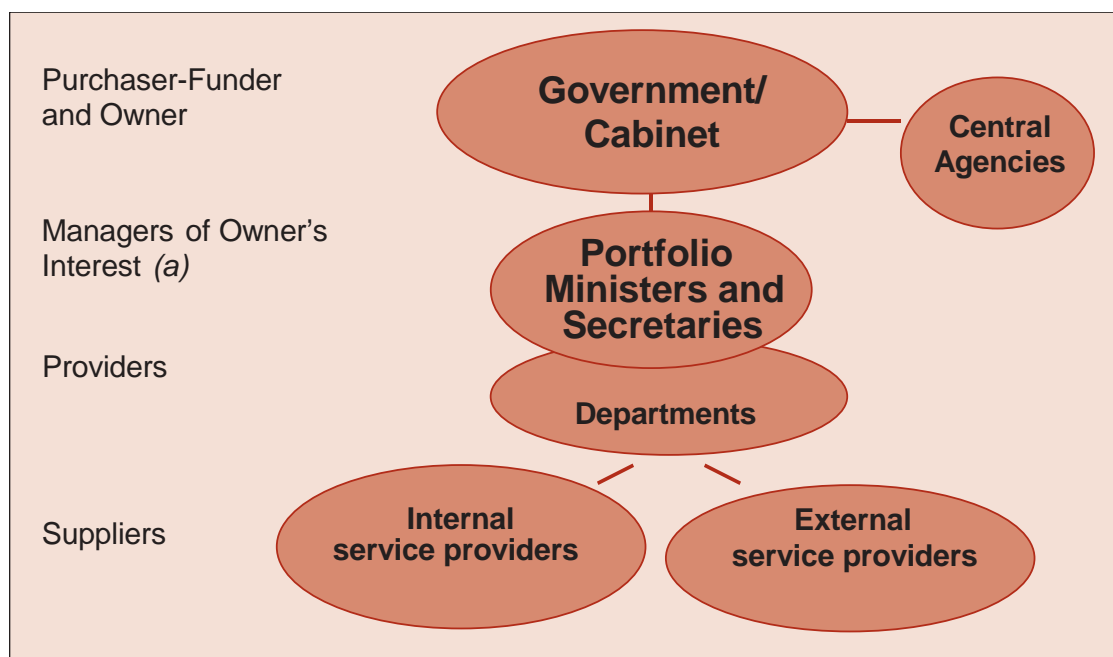 Purchaser-Funder
and Owner
Government/
Cabinet
Central
Agencies
Managers of Owner's
Interest (a)
Portfolio
Ministers and
Secretaries
Providers
Departments
Suppliers
Internal
service providers
External
service providers